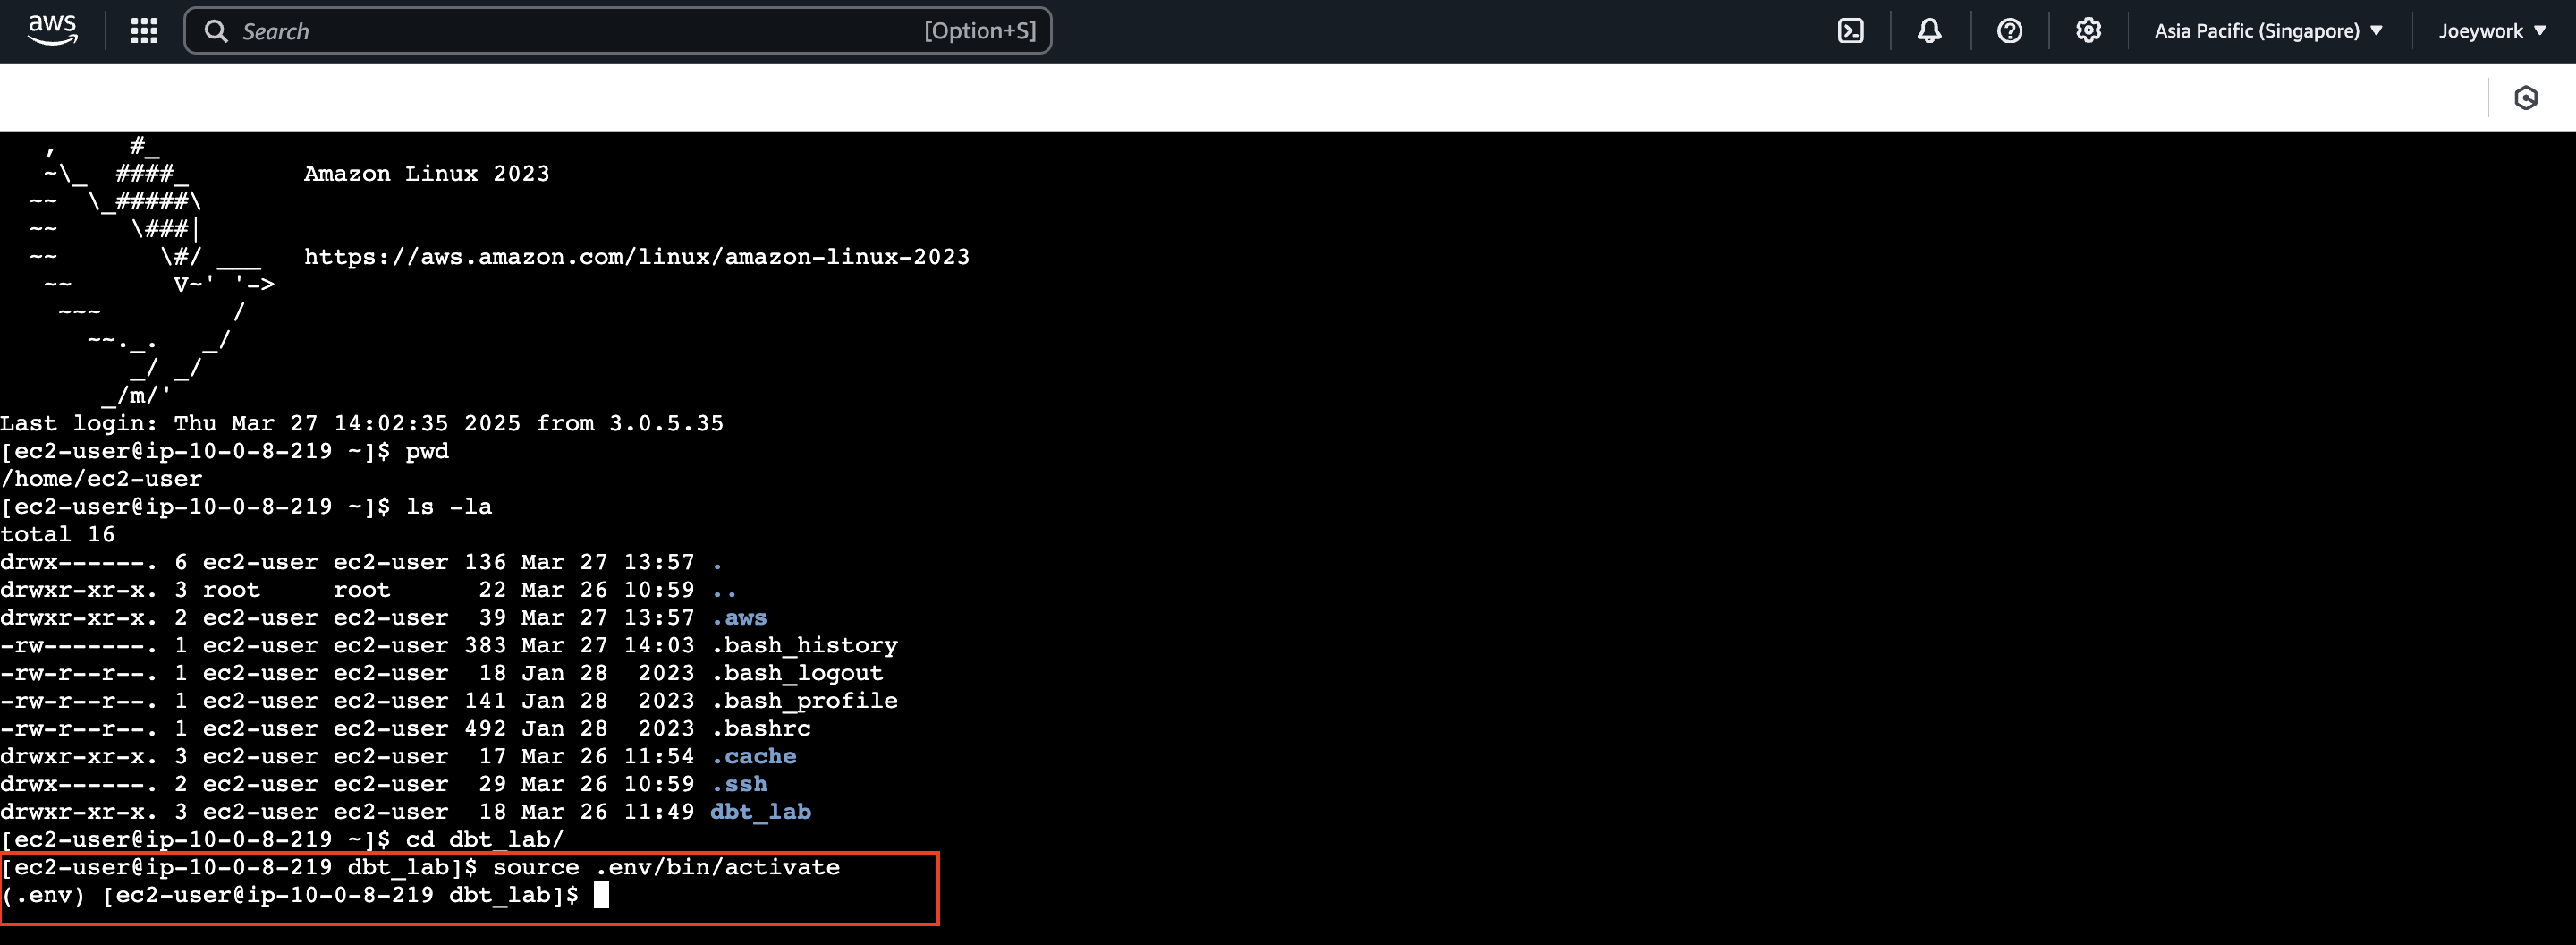 aws
Search [Option+S]
Asia Pacific (Singapore)
Joeywork
   ,     #_
   ~\_  ####_        Amazon Linux 2023
  ~~  \_#####\
  ~~     \###|
  ~~       \#/ ___   https://aws.amazon.com/linux/amazon-linux-2023
   ~~       V~' '->
    ~~~         /
      ~~._.   _/
         _/ _/
       _/m/'
Last login: Thu Mar 27 14:02:35 2025 from 3.0.5.35
[ec2-user@ip-10-0-8-219 ~]$ pwd
/home/ec2-user
[ec2-user@ip-10-0-8-219 ~]$ ls -la
total 16
drwx------. 6 ec2-user ec2-user 136 Mar 27 13:57 .
drwxr-xr-x. 3 root     root      22 Mar 26 10:59 ..
drwxr-xr-x. 2 ec2-user ec2-user  39 Mar 27 13:57 .aws
-rw-------. 1 ec2-user ec2-user 383 Mar 27 14:03 .bash_history
-rw-r--r--. 1 ec2-user ec2-user  18 Jan 28  2023 .bash_logout
-rw-r--r--. 1 ec2-user ec2-user 141 Jan 28  2023 .bash_profile
-rw-r--r--. 1 ec2-user ec2-user 492 Jan 28  2023 .bashrc
drwxr-xr-x. 3 ec2-user ec2-user  17 Mar 26 11:54 .cache
drwx------. 2 ec2-user ec2-user  29 Mar 26 10:59 .ssh
drwxr-xr-x. 3 ec2-user ec2-user  18 Mar 26 11:49 dbt_lab
[ec2-user@ip-10-0-8-219 ~]$ cd dbt_lab/
[ec2-user@ip-10-0-8-219 dbt_lab]$ source .env/bin/activate
(.env) [ec2-user@ip-10-0-8-219 dbt_lab]$